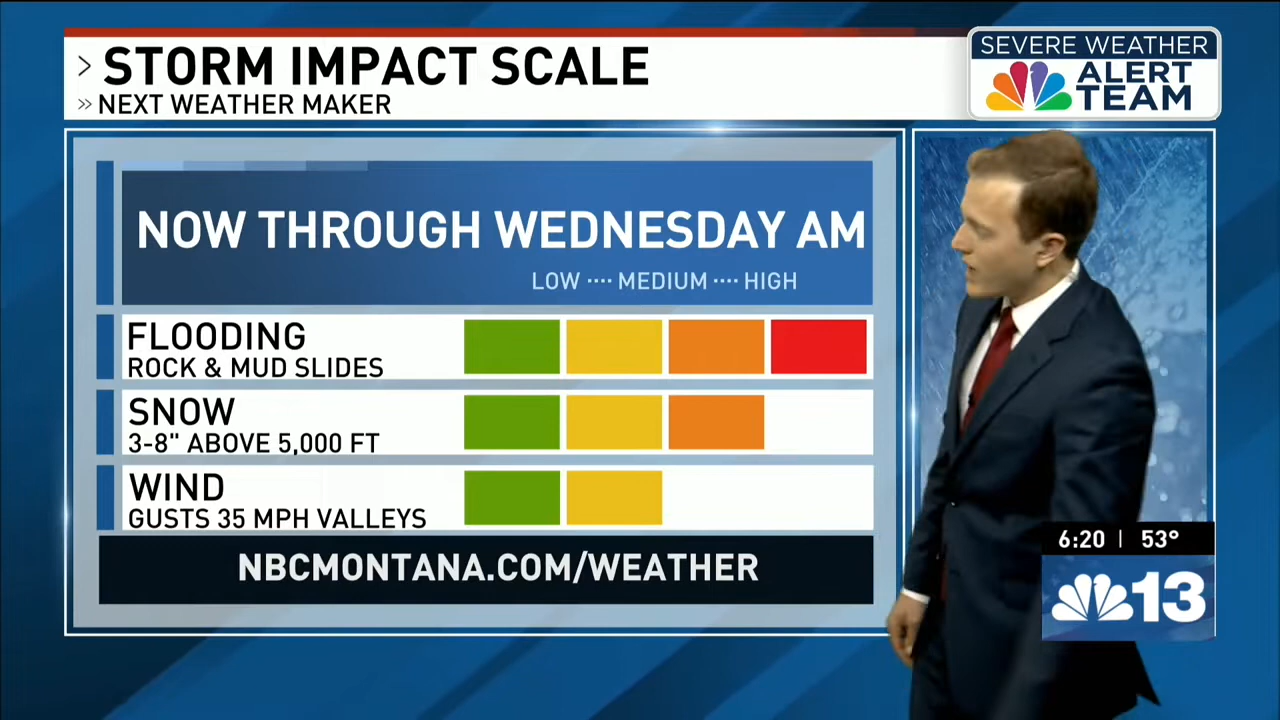 > STORM IMPACT SCALE
» NEXT WEATHER MAKER
SEVERE WEATHER
ALERT
TEAM
NOW THROUGH WEDNESDAY AM
LOW ···· MEDIUM ···· HIGH
FLOODING
ROCK & MUD SLIDES
SNOW
3-8" ABOVE 5,000 FT
WIND
GUSTS 35 MPH VALLEYS
NBCMONTANA.COM/WEATHER
6:20 | 53°
13